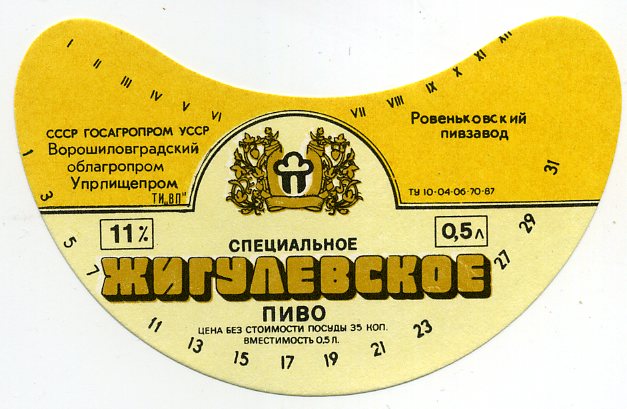 I II III IV V VI VII VIII IX X XI XII
СССР ГОСАГРОПРОМ УССР
Ворошиловградский
облагропром
Упрпищепром
ТИ„ВП"
Ровеньковский
пивзавод
ТУ 10-04-06-70-87
11%
0,5л
СПЕЦИАЛЬНОЕ
ЖИГУЛЕВСКОЕ
ПИВО
ЦЕНА БЕЗ СТОИМОСТИ ПОСУДЫ 35 КОП.
ВМЕСТИМОСТЬ 0,5 Л.
1 3 5 7 11 13 15 17 19 21 23 27 29 31